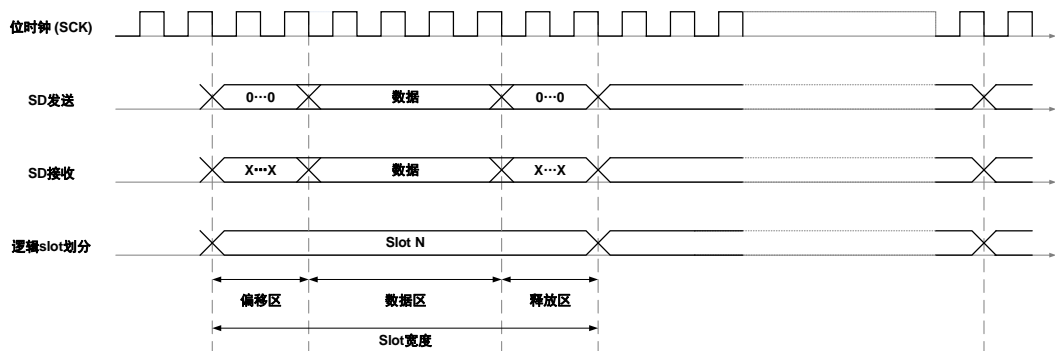 位时钟 (SCK)
SD发送
0…0
数据
0…0
SD接收
X…X
数据
X…X
逻辑slot划分
Slot N
偏移区
数据区
释放区
Slot宽度